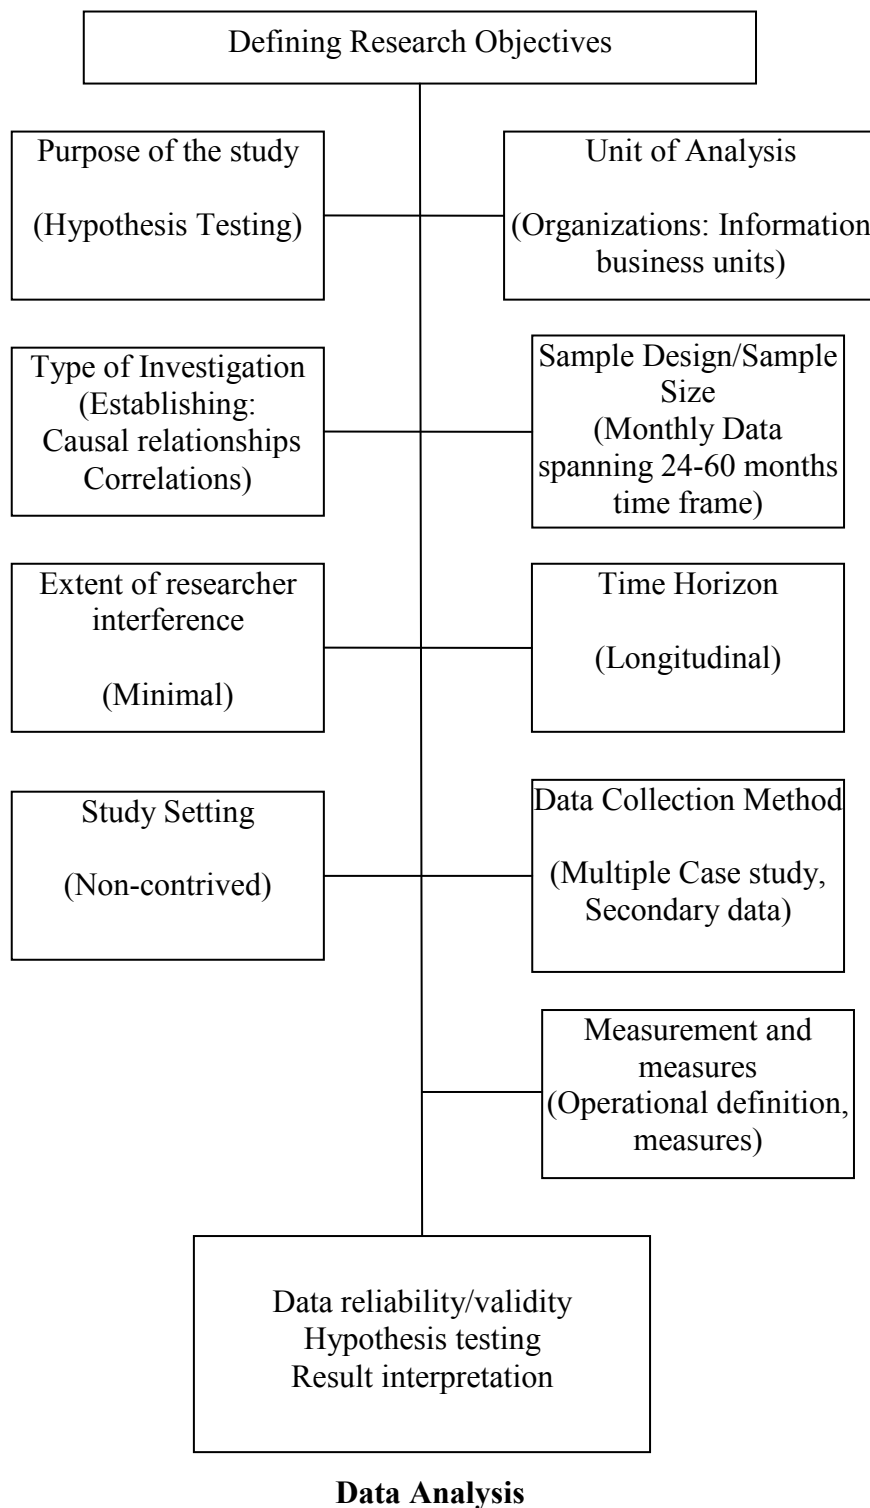 Defining Research Objectives
Purpose of the study
(Hypothesis Testing)
Unit of Analysis
(Organizations: Information
business units)
Type of Investigation
(Establishing:
Causal relationships
Correlations)
Sample Design/Sample
Size
(Monthly Data
spanning 24-60 months
time frame)
Extent of researcher
interference
(Minimal)
Time Horizon
(Longitudinal)
Study Setting
(Non-contrived)
Data Collection Method
(Multiple Case study,
Secondary data)
Measurement and
measures
(Operational definition,
measures)
Data reliability/validity
Hypothesis testing
Result interpretation
Data Analysis